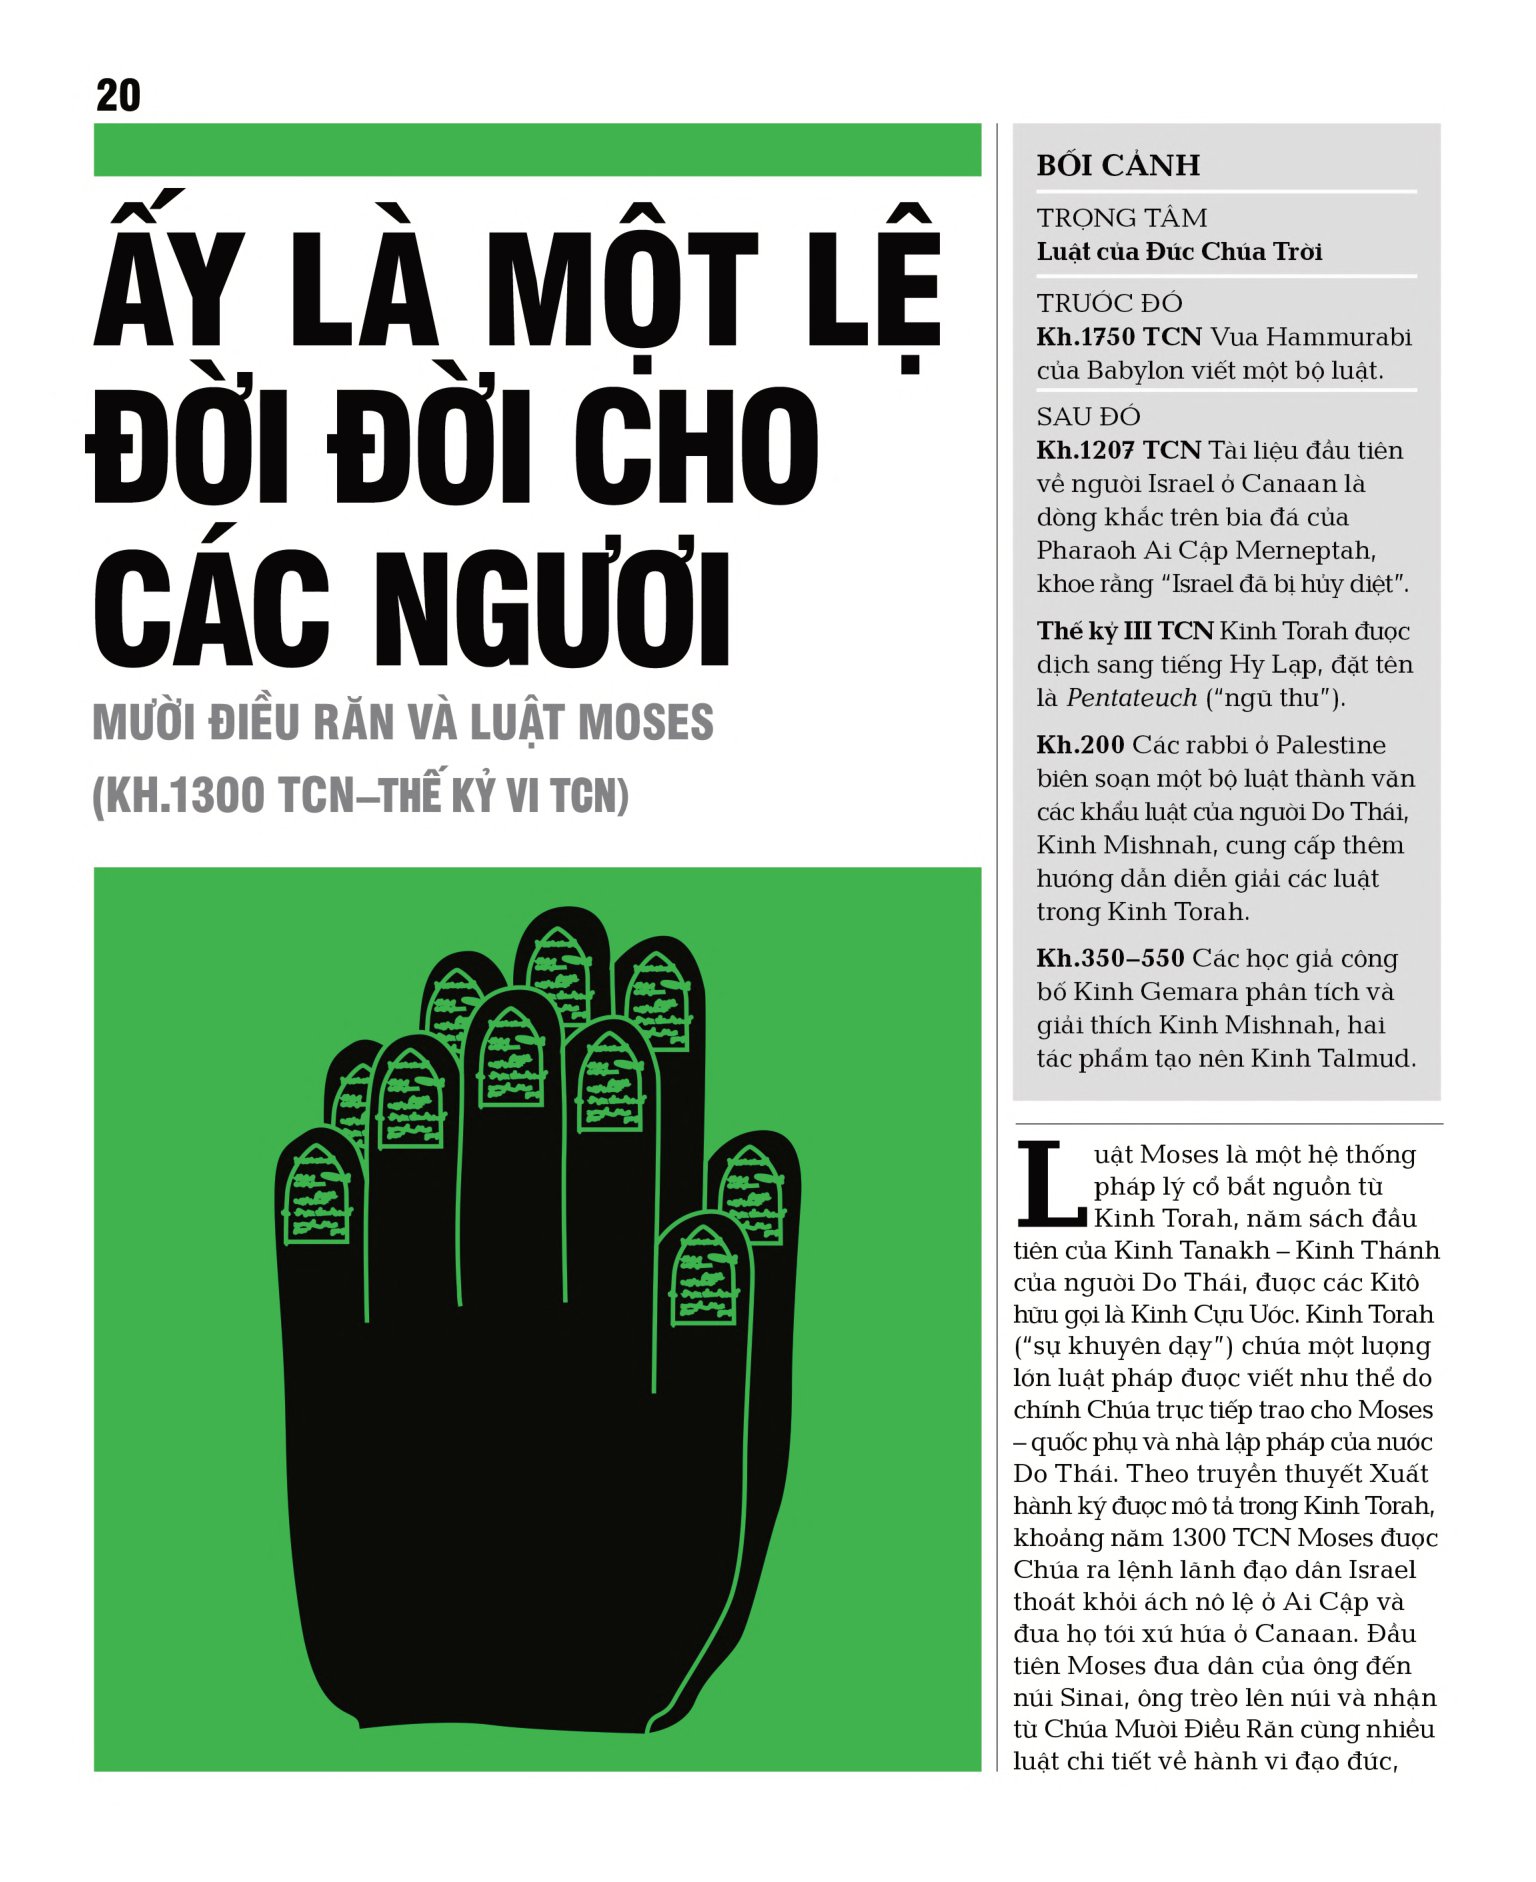 20
ẤY LÀ MỘT LỆ
ĐỜI ĐỜI CHO
CÁC NGƯƠI
MƯỜI ĐIỀU RĂN VÀ LUẬT MOSES
(KH.1300 TCN–THẾ KỶ VI TCN)
BỐI CẢNH
TRỌNG TÂM
Luật của Đức Chúa Trời
TRƯỚC ĐÓ
Kh.1750 TCN Vua Hammurabi
của Babylon viết một bộ luật.
SAU ĐÓ
Kh.1207 TCN Tài liệu đầu tiên
về người Israel ở Canaan là
dòng khắc trên bia đá của
Pharaoh Ai Cập Merneptah,
khoe rằng “Israel đã bị hủy diệt”.
Thế kỷ III TCN Kinh Torah được
dịch sang tiếng Hy Lạp, đặt tên
là Pentateuch (“ngũ thư”).
Kh.200 Các rabbi ở Palestine
biên soạn một bộ luật thành văn
các khẩu luật của người Do Thái,
Kinh Mishnah, cung cấp thêm
hướng dẫn diễn giải các luật
trong Kinh Torah.
Kh.350–550 Các học giả công
bố Kinh Gemara phân tích và
giải thích Kinh Mishnah, hai
tác phẩm tạo nên Kinh Talmud.
Luật Moses là một hệ thống
pháp lý cổ bắt nguồn từ
Kinh Torah, năm sách đầu
tiên của Kinh Tanakh – Kinh Thánh
của người Do Thái, được các Kitô
hữu gọi là Kinh Cựu Ước. Kinh Torah
(“sự khuyên dạy”) chứa một lượng
lớn luật pháp được viết như thể do
chính Chúa trực tiếp trao cho Moses
– quốc phụ và nhà lập pháp của nước
Do Thái. Theo truyền thuyết Xuất
hành ký được mô tả trong Kinh Torah,
khoảng năm 1300 TCN Moses được
Chúa ra lệnh lãnh đạo dân Israel
thoát khỏi ách nô lệ ở Ai Cập và
đưa họ tới xứ hứa ở Canaan. Đầu
tiên Moses đưa dân của ông đến
núi Sinai, ông trèo lên núi và nhận
từ Chúa Mười Điều Răn cùng nhiều
luật chi tiết về hành vi đạo đức,